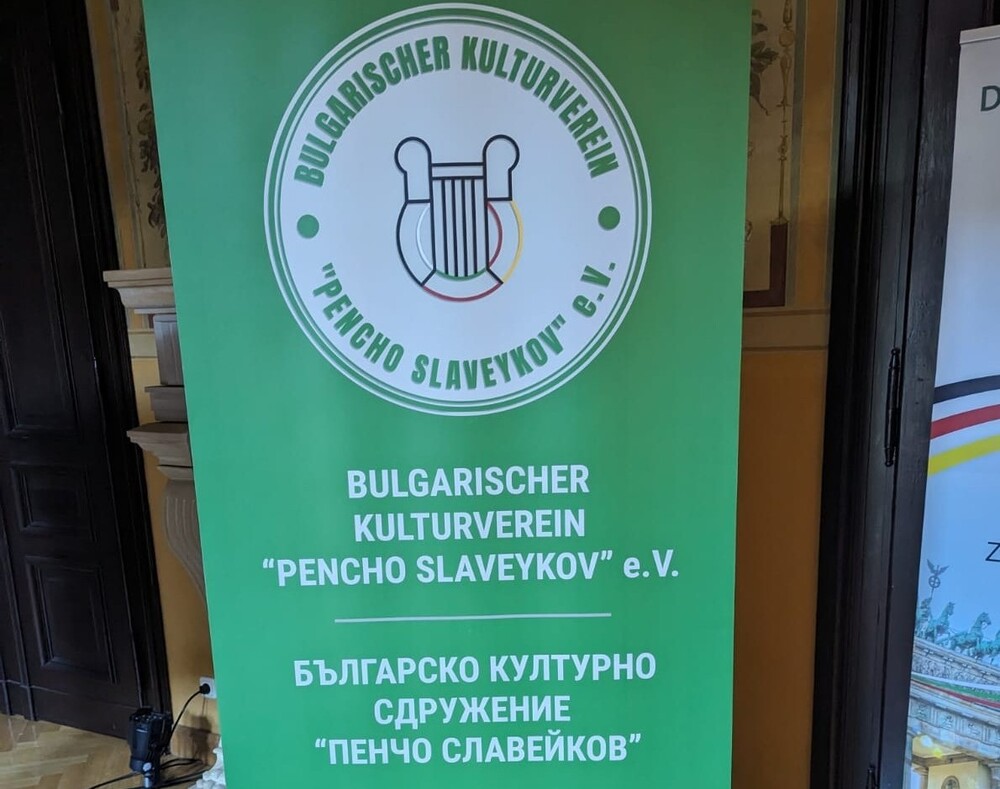 BULGARISCHER KULTURVEREIN
"PENCHO SLAVEYKOV" e.V.
BULGARISCHER
KULTURVEREIN
“PENCHO SLAVEYKOV” e.V.
БЪЛГАРСКО КУЛТУРНО
СДРУЖЕНИЕ
“ПЕНЧО СЛАВЕЙКОВ”